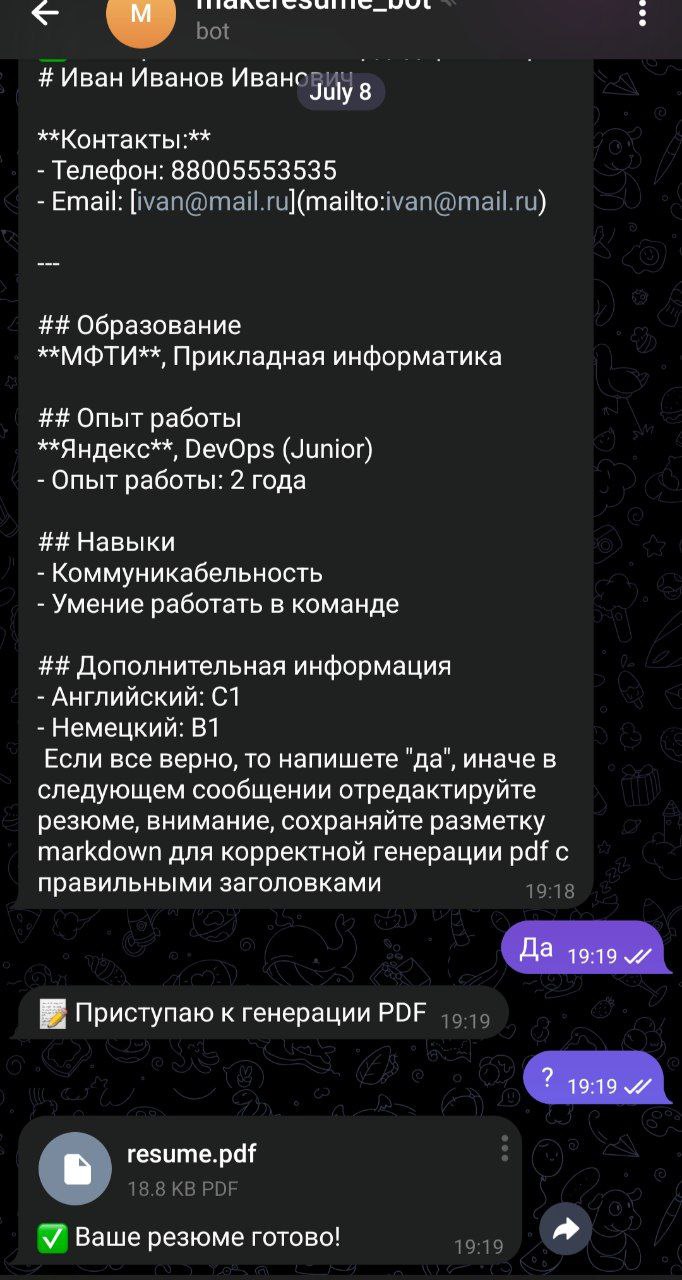 M
makeresume_bot
bot
# Иван Иванов Иванович
July 8
**Контакты:**
- Телефон: 88005553535
- Email: [ivan@mail.ru](mailto:ivan@mail.ru)
---
## Образование
**МФТИ**, Прикладная информатика
## Опыт работы
**Яндекс**, DevOps (Junior)
- Опыт работы: 2 года
## Навыки
- Коммуникабельность
- Умение работать в команде
## Дополнительная информация
- Английский: C1
- Немецкий: B1
Если все верно, то напишете "да", иначе в
следующем сообщении отредактируйте
резюме, внимание, сохраняйте разметку
markdown для корректной генерации pdf с
правильными заголовками
19:18
Да 19:19
Приступаю к генерации PDF 19:19
? 19:19
resume.pdf
18.8 KB PDF
Ваше резюме готово! 19:19